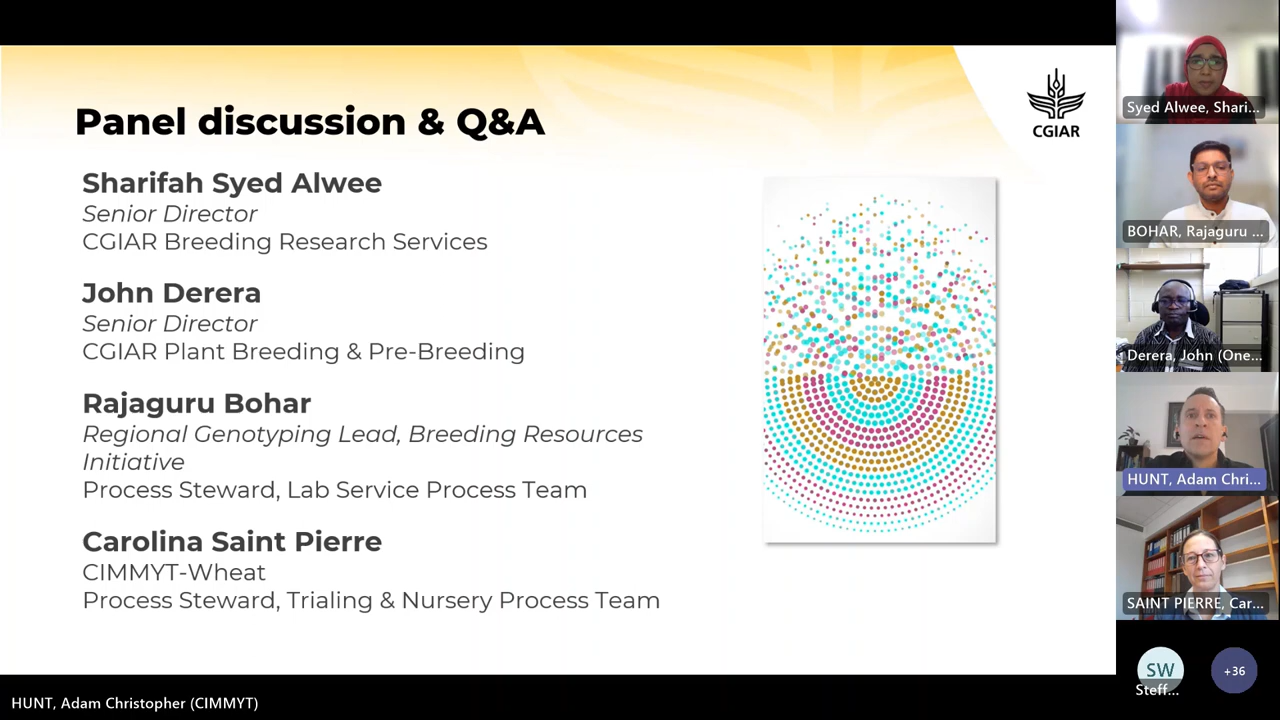 Panel discussion & Q&A
CGIAR
Sharifah Syed Alwee
Senior Director
CGIAR Breeding Research Services
John Derera
Senior Director
CGIAR Plant Breeding & Pre-Breeding
Rajaguru Bohar
Regional Genotyping Lead, Breeding Resources
Initiative
Process Steward, Lab Service Process Team
Carolina Saint Pierre
CIMMYT-Wheat
Process Steward, Trialing & Nursery Process Team
Syed Alwee, Shari...
BOHAR, Rajaguru ...
Derera, John (One...
HUNT, Adam Chri...
SAINT PIERRE, Car...
SW
Steff...
+36
HUNT, Adam Christopher (CIMMYT)